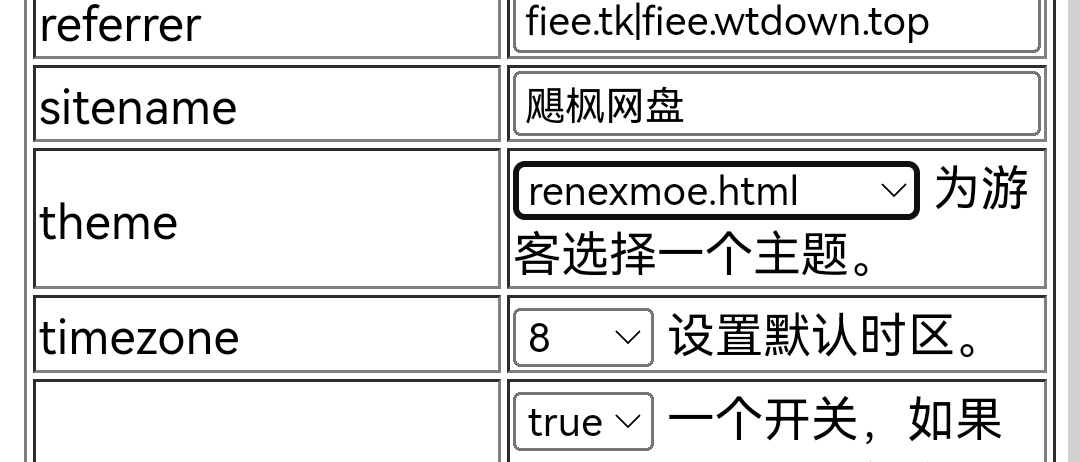 referrer
fiee.tk|fiee.wtdown.top
sitename
飓枫网盘
theme
renexmoe.html 为游
客选择一个主题。
timezone
8 设置默认时区。
true 一个开关，如果